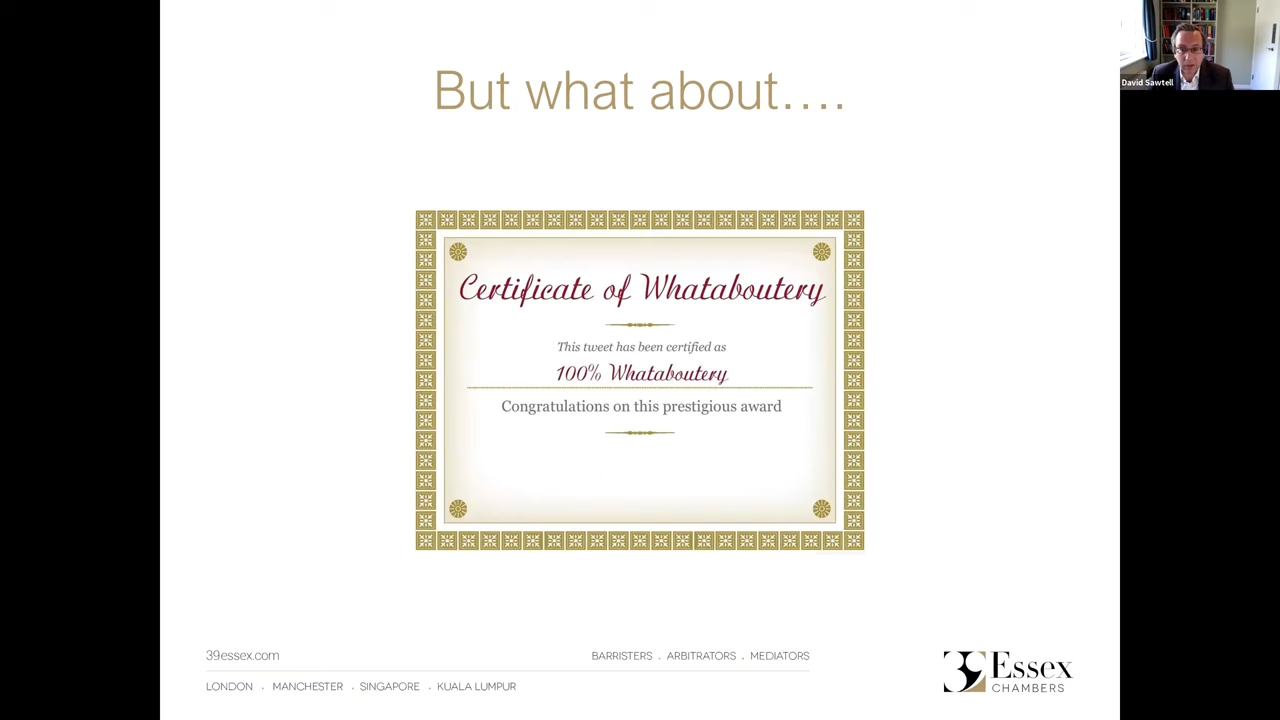 But what about….
David Sawtell
Certificate of Whataboutery
This tweet has been certified as
100% Whataboutery
Congratulations on this prestigious award
39essex.com
BARRISTERS . ARBITRATORS . MEDIATORS
LONDON . MANCHESTER . SINGAPORE . KUALA LUMPUR
39 Essex
CHAMBERS